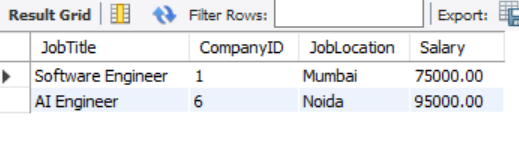 Result Grid Filter Rows: Export:
JobTitle CompanyID JobLocation Salary
Software Engineer 1 Mumbai 75000.00
AI Engineer 6 Noida 95000.00